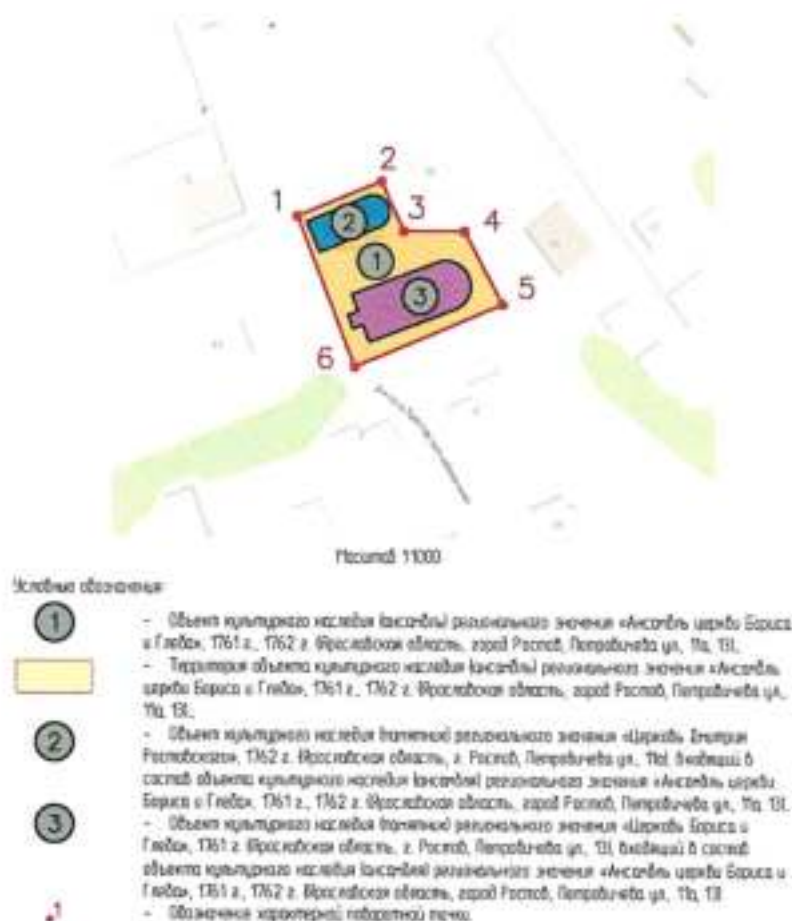 2
1
3
4
2
1
3
5
6
Масштаб 1:1000
Условные обозначения:
1 - Объект культурного наследия (ансамбль) регионального значения «Ансамбль церкви Бориса
и Глеба», 1761 г., 1762 г. (Ярославская область, город Ростов, Петровичева ул., 11а, 13).
- Территория объекта культурного наследия (ансамбль) регионального значения «Ансамбль
церкви Бориса и Глеба», 1761 г., 1762 г. (Ярославская область, город Ростов, Петровичева ул.,
11а, 13).
2 - Объект культурного наследия (памятник) регионального значения «Церковь Дмитрия
Ростовского», 1762 г. (Ярославская область, г. Ростов, Петровичева ул., 11а), входящий в
состав объекта культурного наследия (ансамбля) регионального значения «Ансамбль церкви
Бориса и Глеба», 1761 г., 1762 г. (Ярославская область, город Ростов, Петровичева ул., 11а, 13).
3 - Объект культурного наследия (памятник) регионального значения «Церковь Бориса и
Глеба», 1761 г. (Ярославская область, г. Ростов, Петровичева ул., 13), входящий в состав
объекта культурного наследия (ансамбля) регионального значения «Ансамбль церкви Бориса и
Глеба», 1761 г., 1762 г. (Ярославская область, город Ростов, Петровичева ул., 11а, 13)
1 - Обозначение характерной поворотной точки.